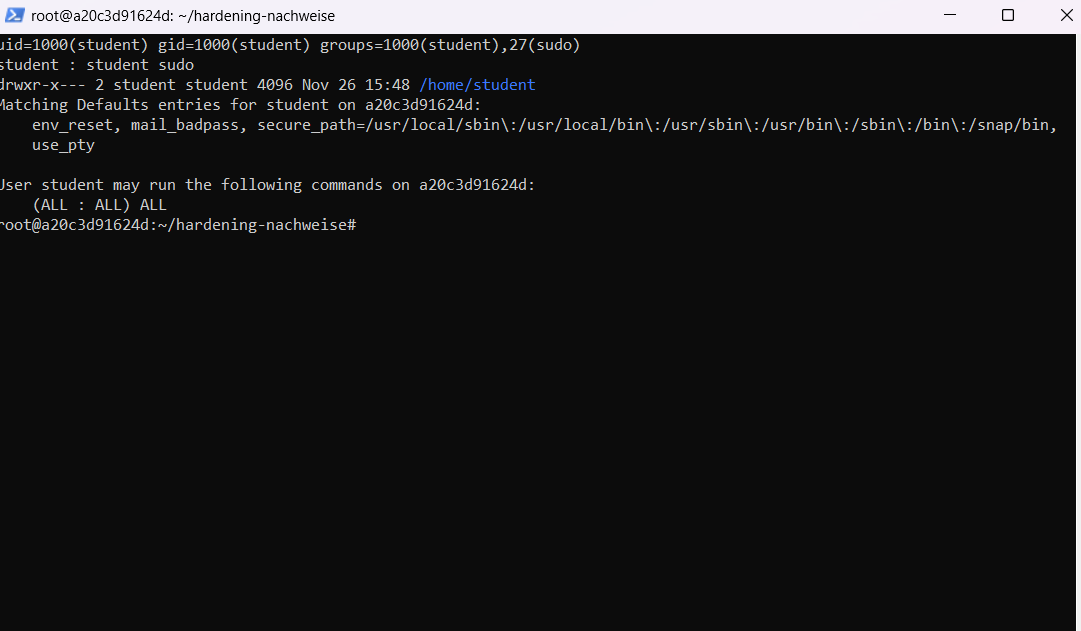 root@a20c3d91624d: ~/hardening-nachweise
uid=1000(student) gid=1000(student) groups=1000(student),27(sudo)
student : student sudo
drwxr-x--- 2 student student 4096 Nov 26 15:48 /home/student
Matching Defaults entries for student on a20c3d91624d:
    env_reset, mail_badpass, secure_path=/usr/local/sbin\:/usr/local/bin\:/usr/sbin\:/usr/bin\:/sbin\:/bin\:/snap/bin,
    use_pty

User student may run the following commands on a20c3d91624d:
    (ALL : ALL) ALL
root@a20c3d91624d:~/hardening-nachweise#